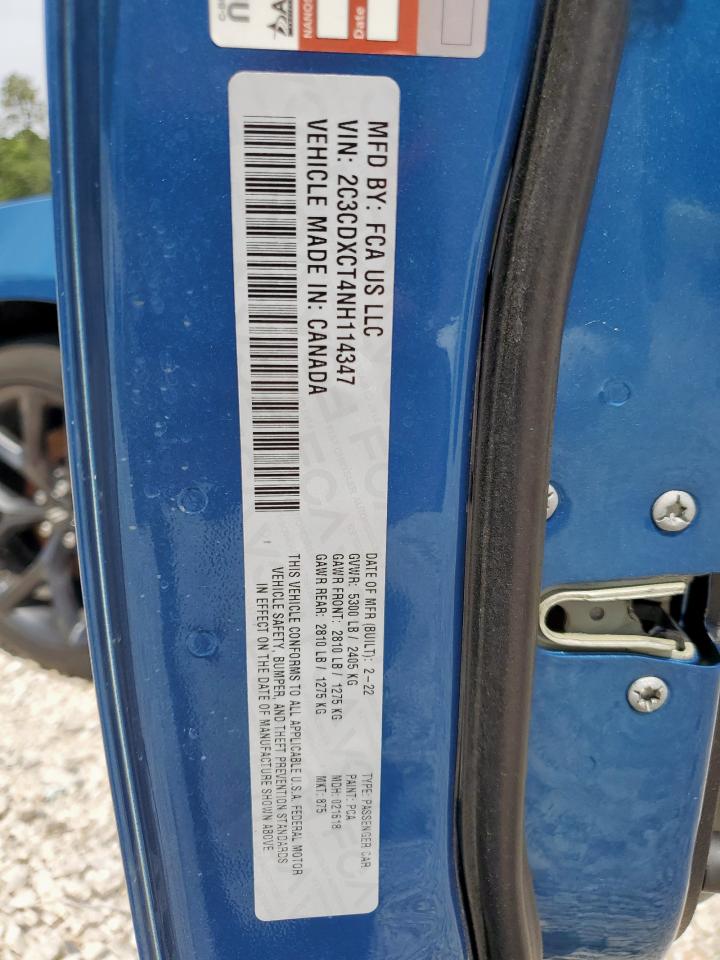 Date
MFD BY: FCA US LLC
VIN: 2C3CDXCT4NH114347
VEHICLE MADE IN: CANADA
DATE OF MFR (BUILT): 2-22
GVWR: 5300 LB / 2405 KG
GAWR FRONT: 2810 LB / 1275 KG
GAWR REAR: 2810 LB / 1275 KG
TYPE: PASSENGER CAR
PAINT: PCA
MDH: 021618
MKT: 875
THIS VEHICLE CONFORMS TO ALL APPLICABLE U.S.A. FEDERAL MOTOR
VEHICLE SAFETY, BUMPER, AND THEFT PREVENTION STANDARDS
IN EFFECT ON THE DATE OF MANUFACTURE SHOWN ABOVE